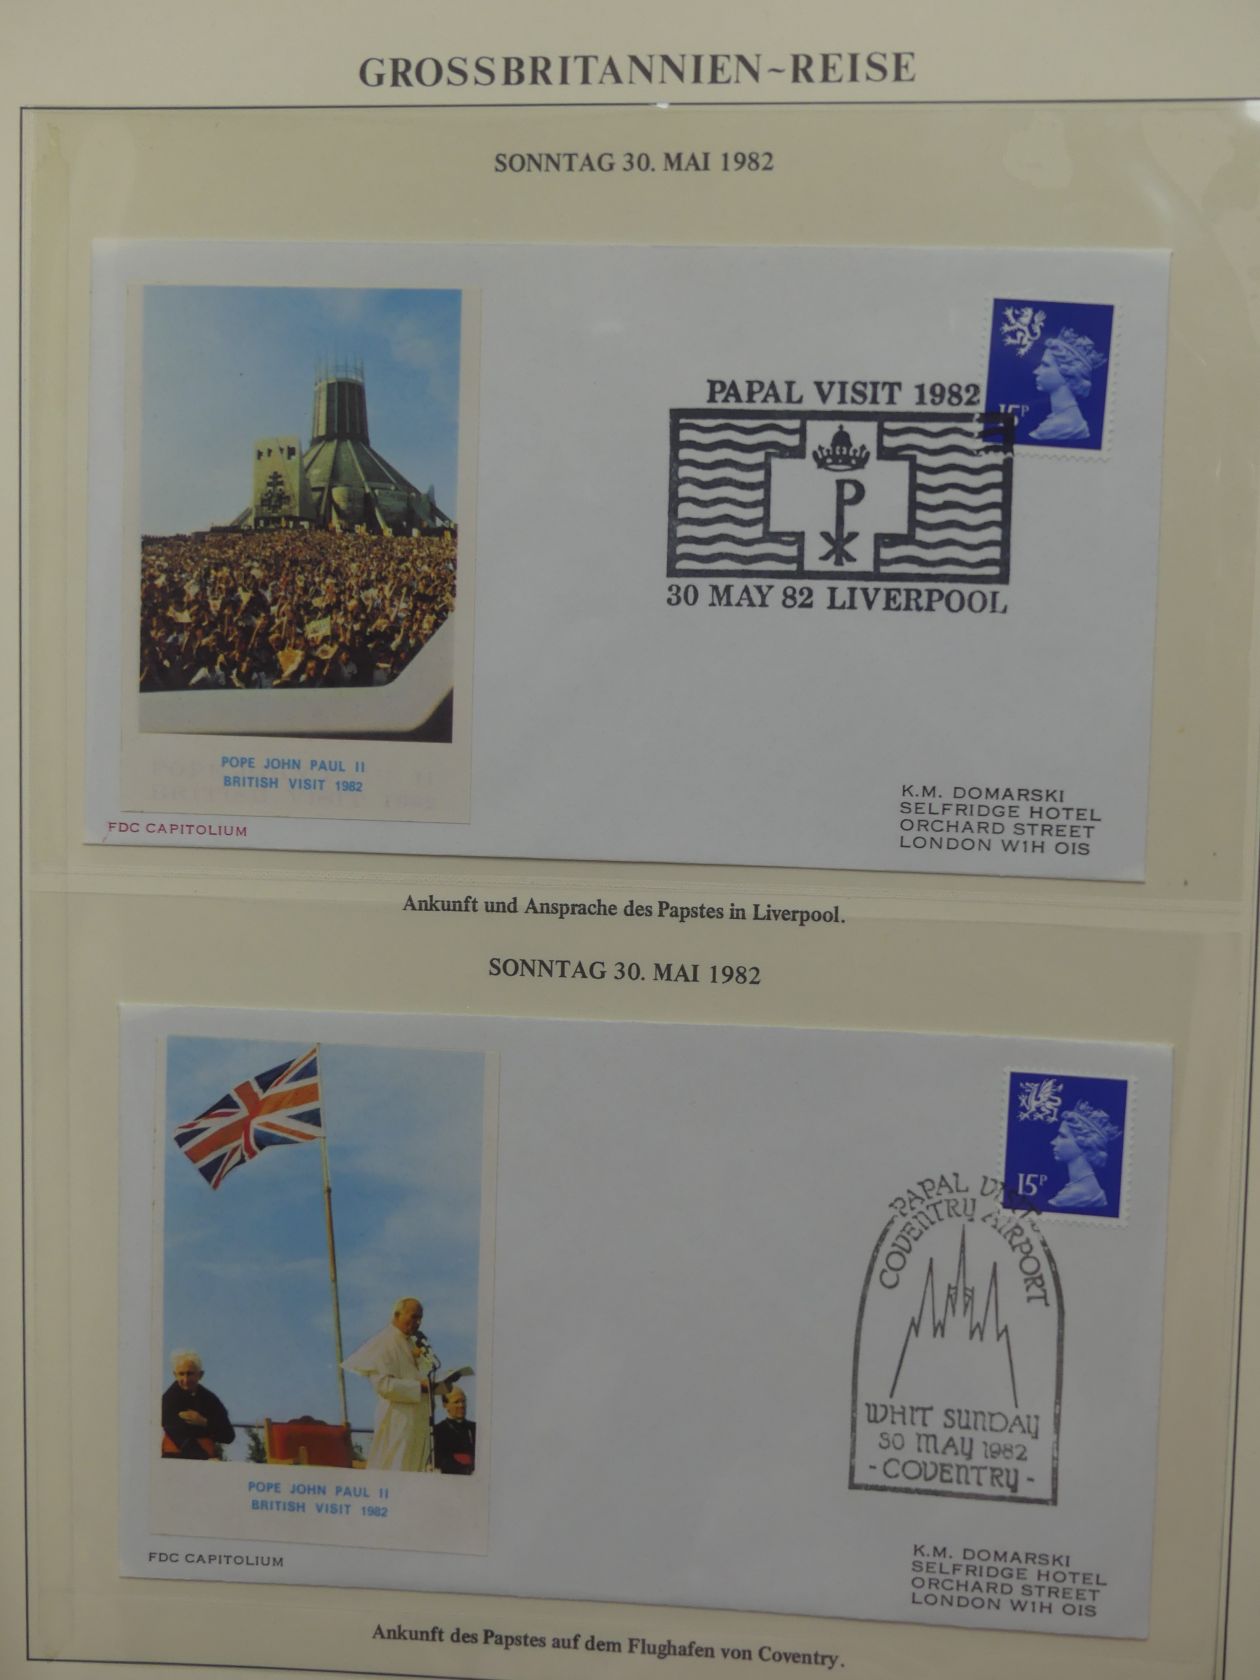 GROSSBRITANNIEN~REISE
SONNTAG 30. MAI 1982
15P
PAPAL VISIT 1982
30 MAY 82 LIVERPOOL
POPE JOHN PAUL II
BRITISH VISIT 1982
FDC CAPITOLIUM
K.M. DOMARSKI
SELFRIDGE HOTEL
ORCHARD STREET
LONDON W1H OIS
Ankunft und Ansprache des Papstes in Liverpool.
SONNTAG 30. MAI 1982
15P
PAPAL VISIT
COVENTRY AIRPORT
WHIT SUNDAY
30 MAY 1982
- COVENTRY -
POPE JOHN PAUL II
BRITISH VISIT 1982
FDC CAPITOLIUM
K.M. DOMARSKI
SELFRIDGE HOTEL
ORCHARD STREET
LONDON W1H OIS
Ankunft des Papstes auf dem Flughafen von Coventry.